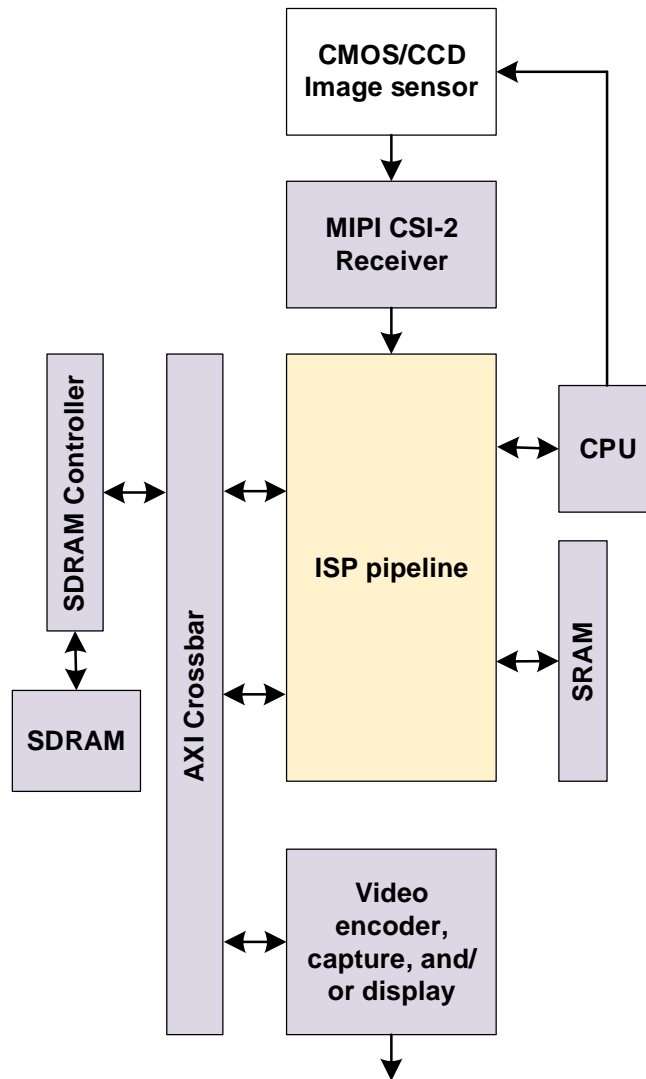 CMOS/CCD
Image sensor
MIPI CSI-2
Receiver
SDRAM Controller
AXI Crossbar
ISP pipeline
CPU
SRAM
SDRAM
Video
encoder,
capture, and/
or display